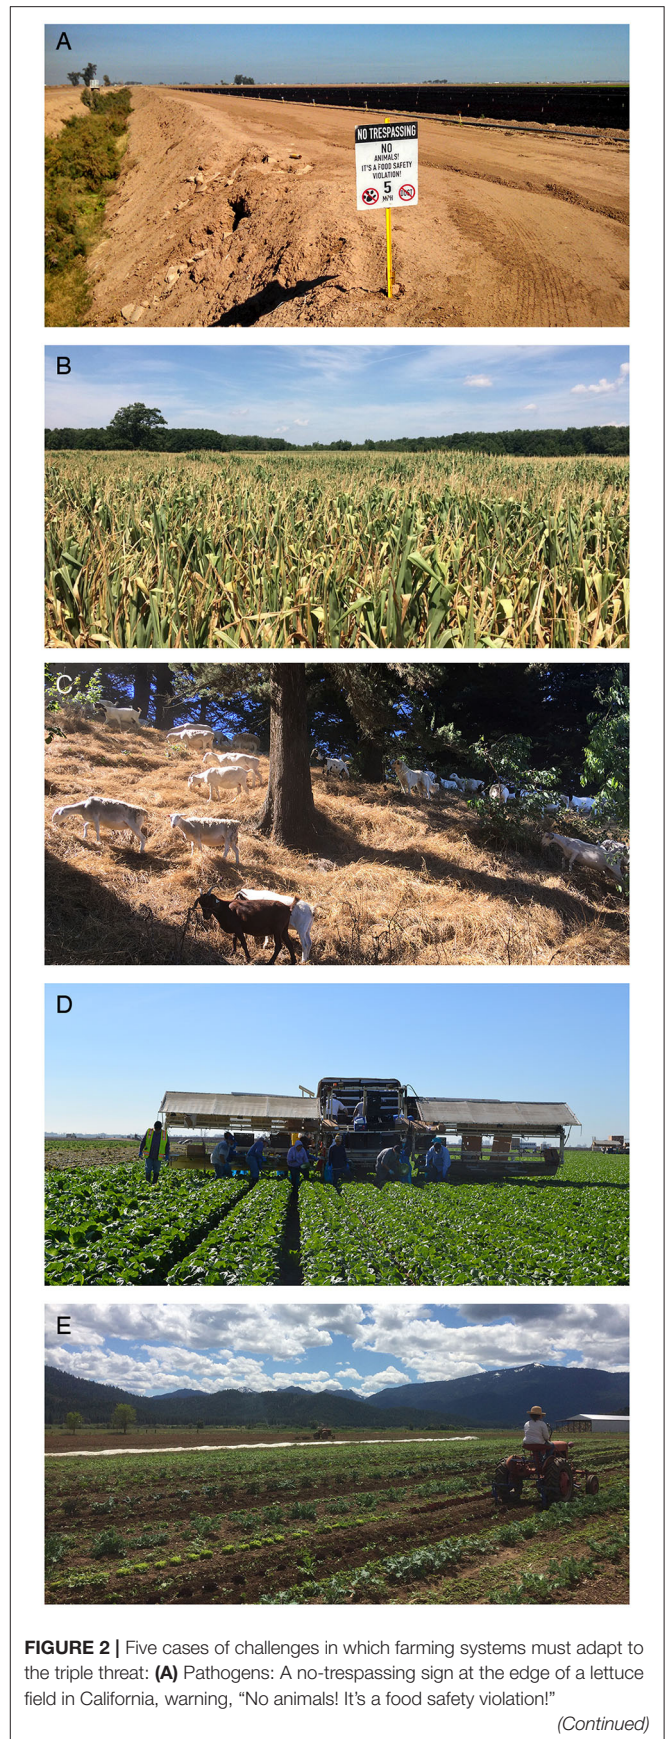 A
NO TRESPASSING
NO
ANIMALS!
IT'S A FOOD SAFETY
VIOLATION!
5
MPH
DUST
B
C
D
E
FIGURE 2 | Five cases of challenges in which farming systems must adapt to
the triple threat: (A) Pathogens: A no-trespassing sign at the edge of a lettuce
field in California, warning, “No animals! It’s a food safety violation!”
(Continued)